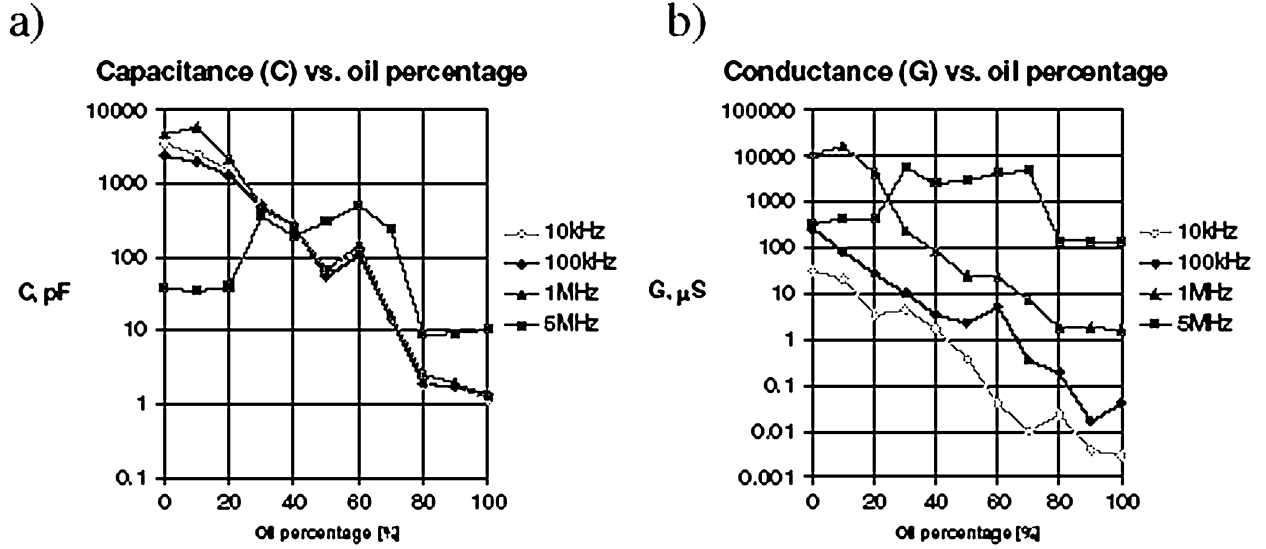 a)
Capacitance (C) vs. oil percentage
10000
1000
100
10
1
0.1
C, pF
0 20 40 60 80 100
Oil percentage [%]
10kHz
100kHz
1MHz
5MHz
b)
Conductance (G) vs. oil percentage
100000
10000
1000
100
10
1
0.1
0.01
0.001
G, μS
0 20 40 60 80 100
Oil percentage [%]
10kHz
100kHz
1MHz
5MHz